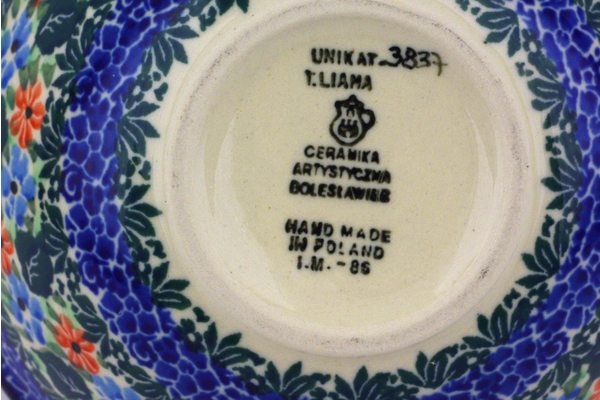 UNIKAT 3837
T.LIANA
CERAMIKA
ARTYSTYCZNA
BOLESŁAWIEC
HAND MADE
IN POLAND
I.M.-86